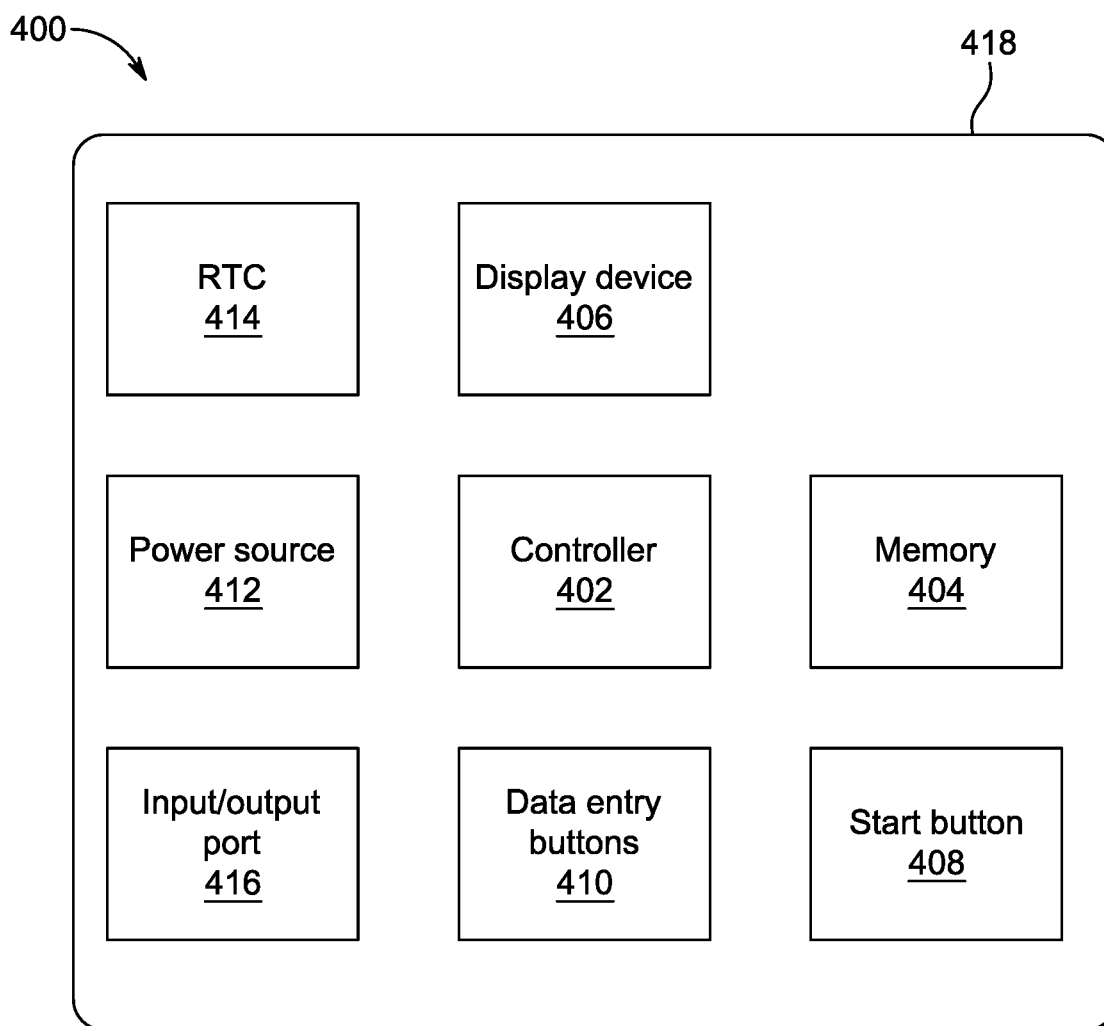 400
418
RTC
414
Display device
406
Power source
412
Controller
402
Memory
404
Input/output
port
416
Data entry
buttons
410
Start button
408